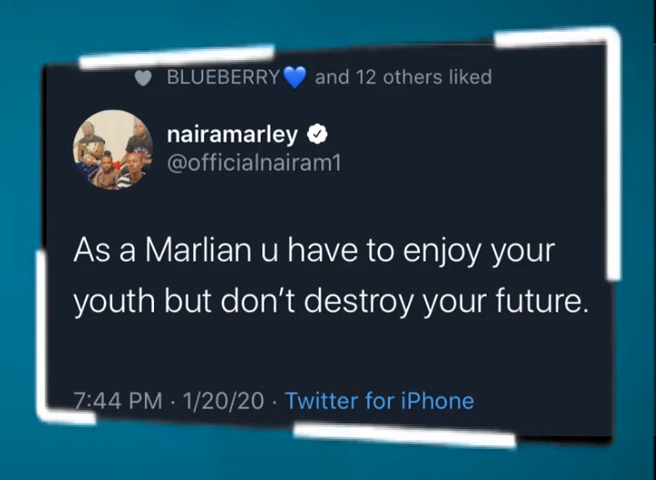 BLUEBERRY💙 and 12 others liked
nairamarley
@officialnairam1
As a Marlian u have to enjoy your
youth but don't destroy your future.
7:44 PM · 1/20/20 · Twitter for iPhone